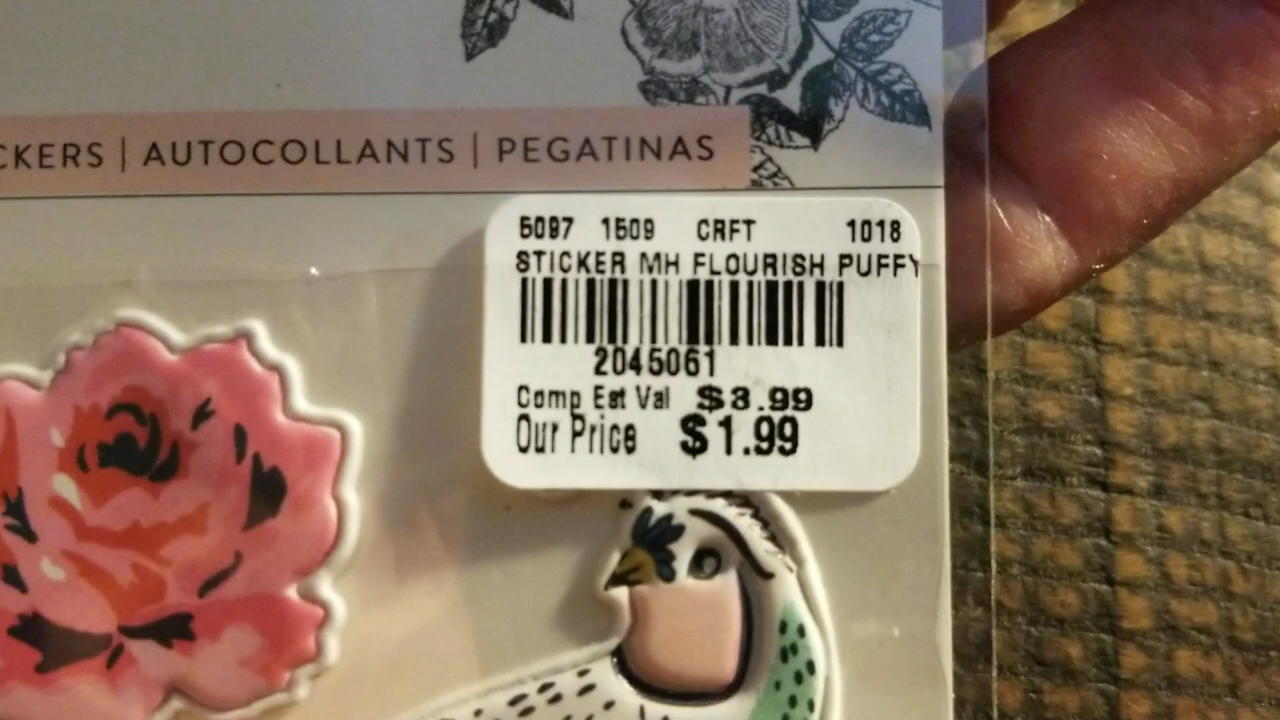 CKERS | AUTOCOLLANTS | PEGATINAS
5097 1509 CRFT 1018
STICKER MH FLOURISH PUFFY
2045061
Comp Est Val $3.99
Our Price $1.99